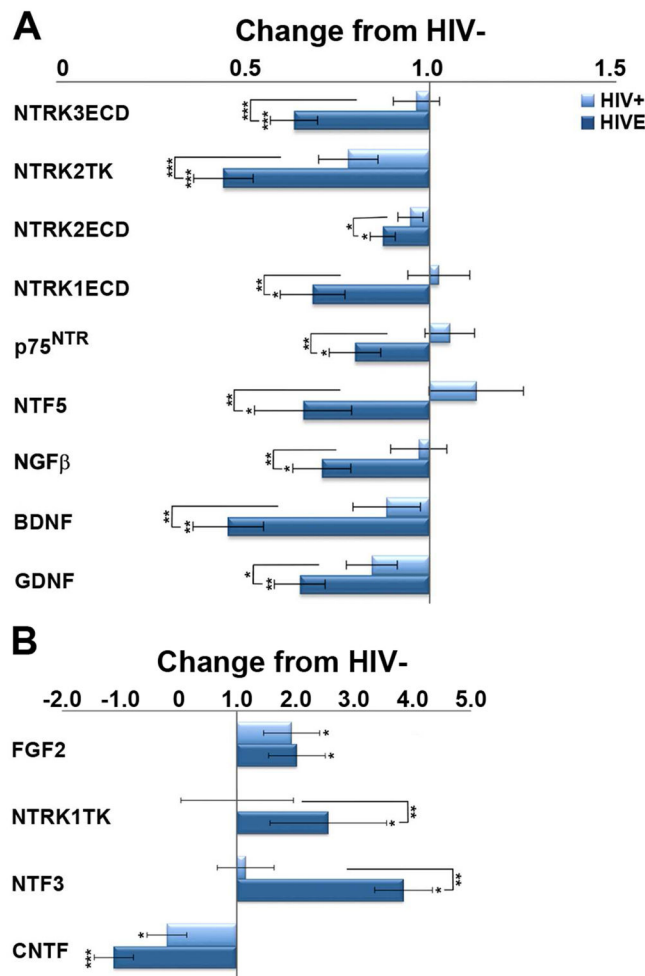 A
Change from HIV-
0 0.5 1.0 1.5
HIV+
HIVE
NTRK3ECD
***
***
NTRK2TK
***
***
NTRK2ECD
*
*
NTRK1ECD
**
*
p75NTR
**
*
NTF5
**
*
NGFβ
**
*
BDNF
**
**
GDNF
*
**
B
Change from HIV-
-2.0 -1.0 0 1.0 2.0 3.0 4.0 5.0
FGF2
*
*
NTRK1TK
**
*
NTF3
**
*
CNTF
*
***